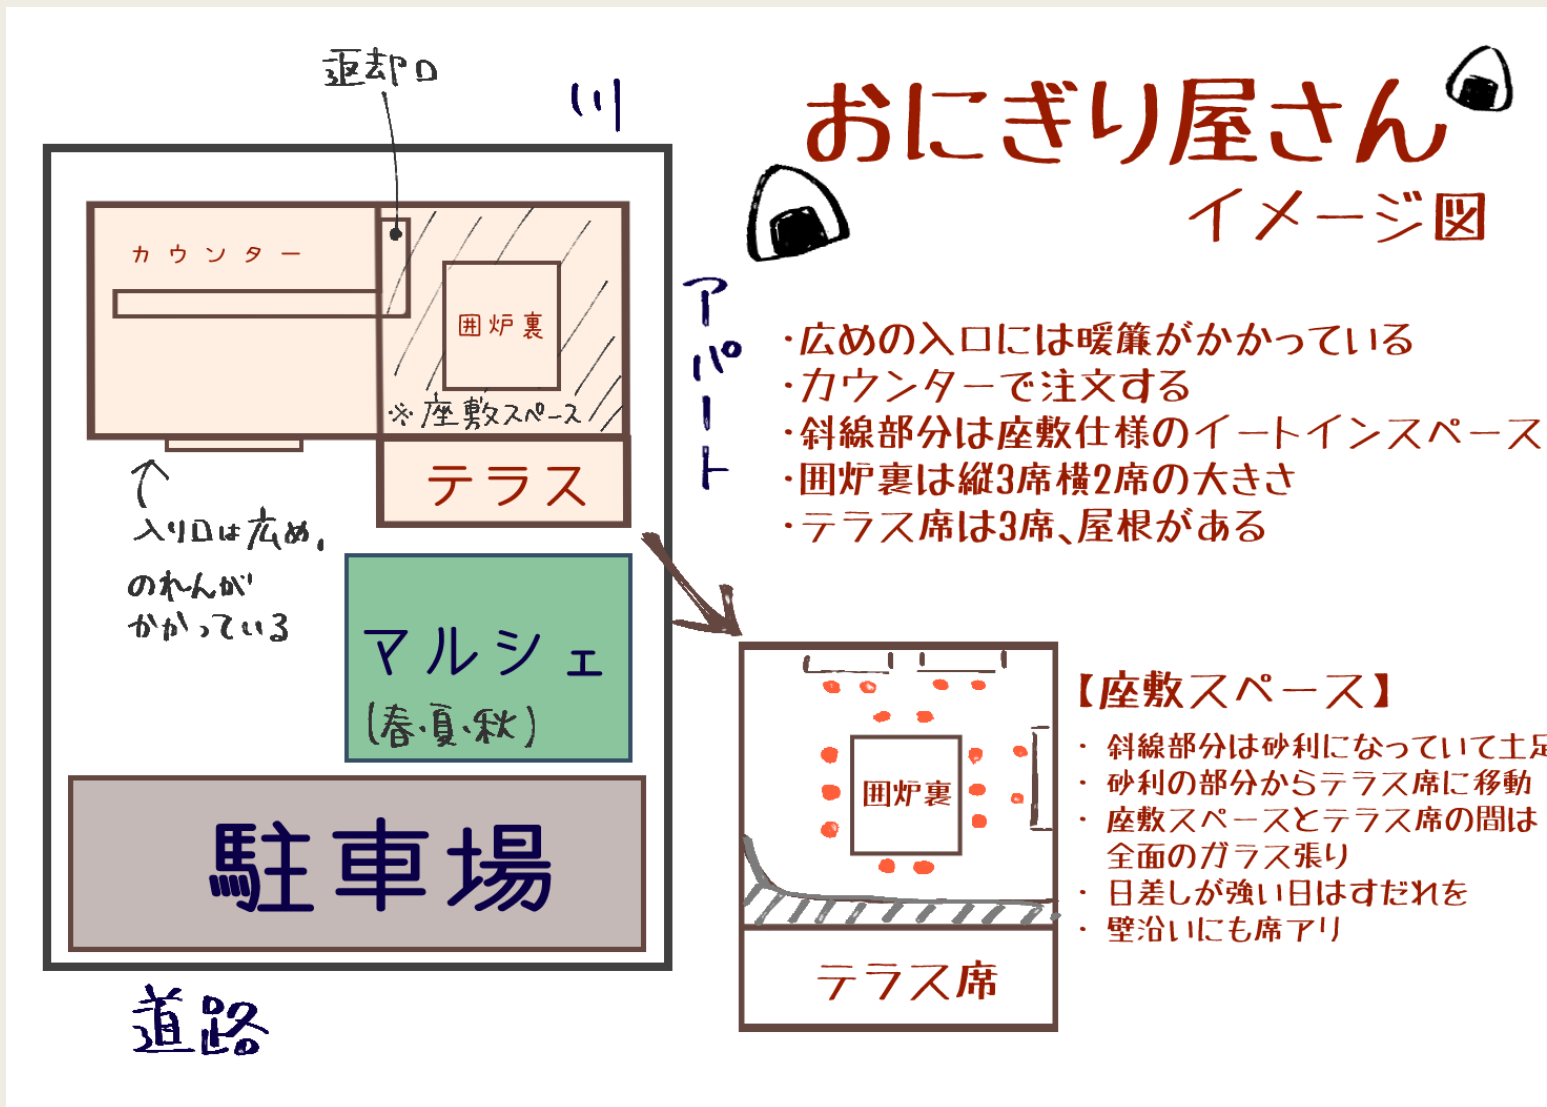 返却口
川
おにぎり屋さん
イメージ図
カウンター
囲炉裏
※座敷スペース
アパート
テラス
入り口は広め。
のれんが
かかっている
マルシェ
(春・夏・秋)
駐車場
道路
・広めの入口には暖簾がかかっている
・カウンターで注文する
・斜線部分は座敷仕様のイートインスペース
・囲炉裏は縦3席横2席の大きさ
・テラス席は3席、屋根がある
囲炉裏
テラス席
【座敷スペース】
・斜線部分は砂利になっていて土足
・砂利の部分からテラス席に移動
・座敷スペースとテラス席の間は
全面のガラス張り
・日差しが強い日はすだれを
・壁沿いにも席アリ